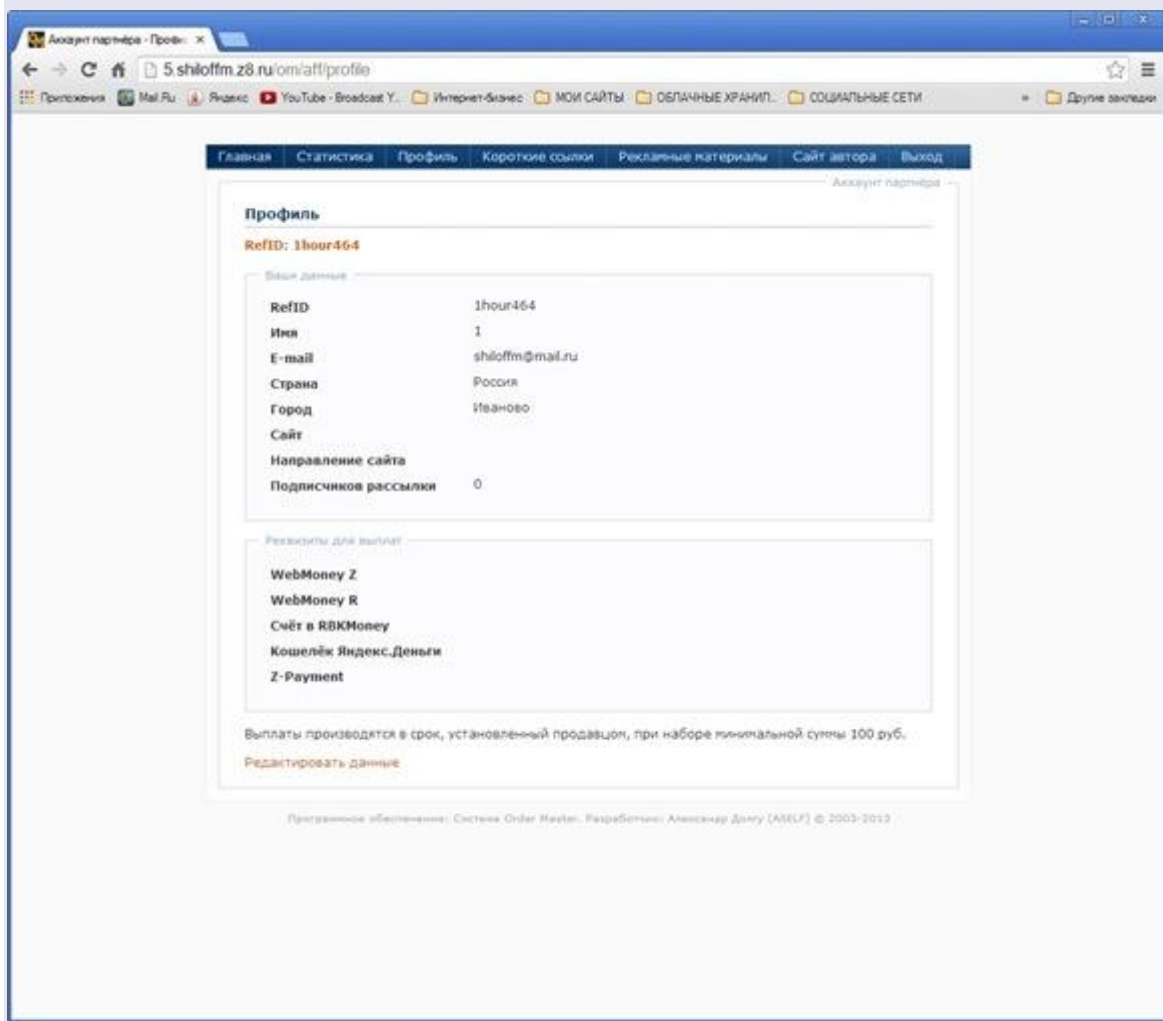 Аккаунт партнёра - Профи
5.shiloffm.z8.ru/om/aff/profile
Приложения Mail.Ru Яндекс YouTube - Broadcast Y... Интернет-бизнес МОИ САЙТЫ ОБЛАЧНЫЕ ХРАНИЛ... СОЦИАЛЬНЫЕ СЕТИ » Другие закладки
Главная Статистика Профиль Короткие ссылки Рекламные материалы Сайт автора Выход
Аккаунт партнёра
Профиль
RefID: 1hour464
Ваши данные
RefID 1hour464
Имя 1
E-mail shiloffm@mail.ru
Страна Россия
Город Иваново
Сайт
Направление сайта
Подписчиков рассылки 0
Реквизиты для выплат
WebMoney Z
WebMoney R
Счёт в RBKMoney
Кошелёк Яндекс.Деньги
Z-Payment
Выплаты производятся в срок, установленный продавцом, при наборе минимальной суммы 100 руб.
Редактировать данные
Программное обеспечение: Система Order Master. Разработчик: Александр Долгу (ASELF) © 2003-2013